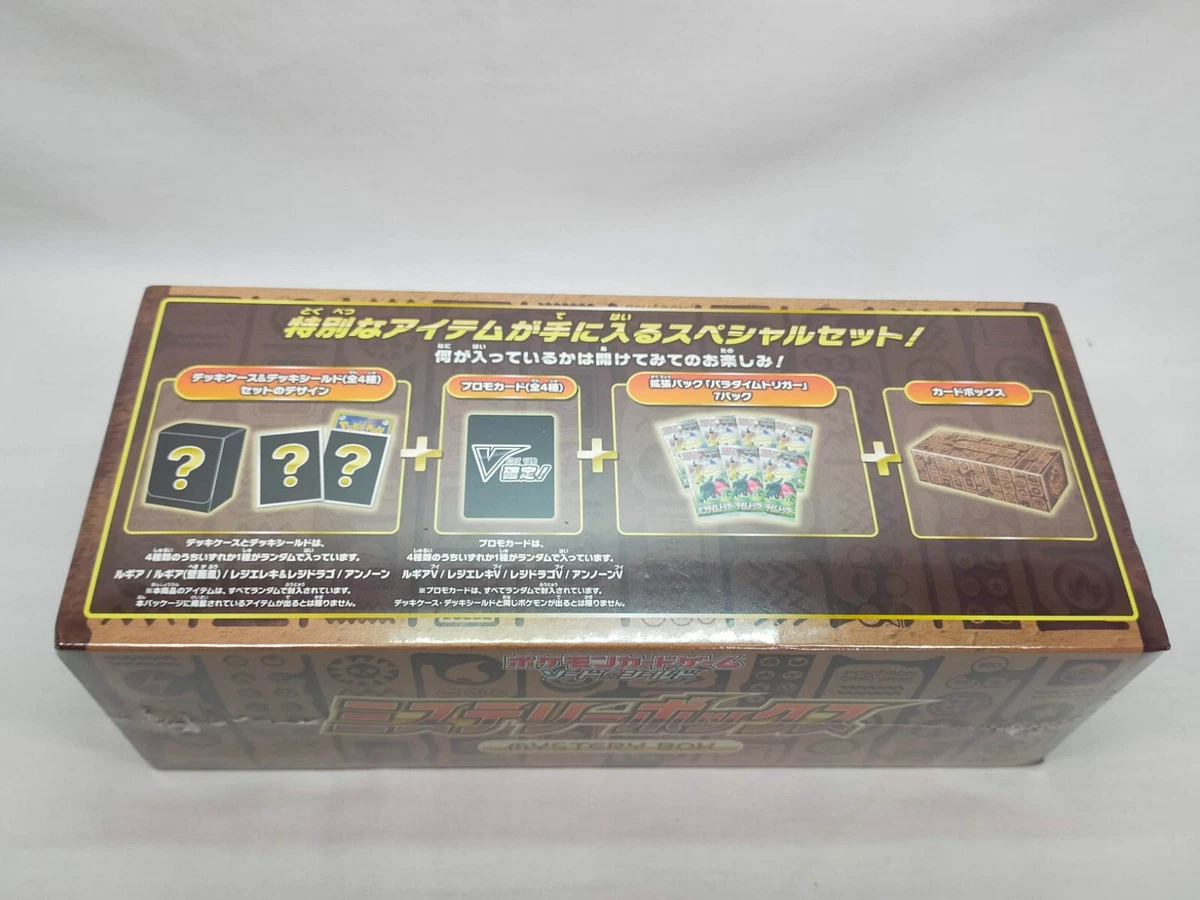 特別なアイテムが手に入るスペシャルセット!
何が入っているかは開けてみてのお楽しみ!
デッキケース&デッキシールド(全4種)
セットのデザイン
プロモカード(全4種)
拡張パック「パラダイムトリガー」
7パック
カードボックス
? ? ?
V
確定!
パラダイムトリガー
デッキケースとデッキシールドは、
4種類のうちいずれか1種がランダムで入っています。
ルギア/ルギア(壁画風)/レジエレキ&レジドラゴ/アンノーン
※本商品のアイテムは、すべてランダムで封入されています。
本パッケージに掲載されているアイテムが出るとは限りません。
プロモカードは、
4種類のうちいずれか1種がランダムで入っています。
ルギアV/レジエレキV/レジドラゴV/アンノーンV
※プロモカードは、すべてランダムで封入されています。
デッキケース・デッキシールドと同じポケモンが出るとは限りません。
ポケモンカードゲーム
ソード&シールド
ミステリーボックス
MYSTERY BOX